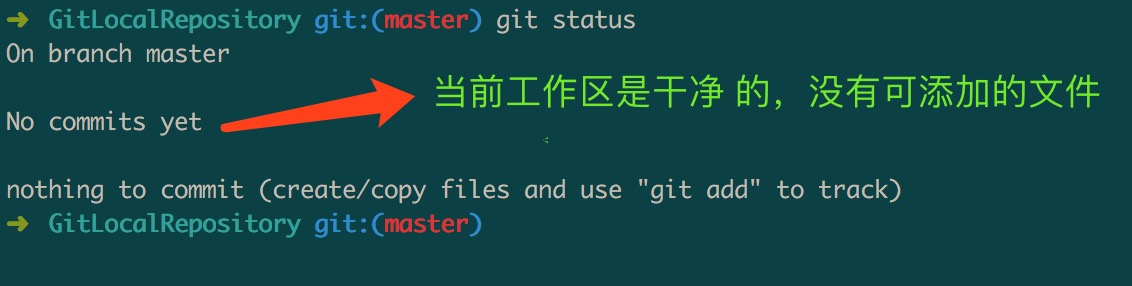 ➜ GitLocalRepository git:(master) git status
On branch master
当前工作区是干净 的，没有可添加的文件
No commits yet
nothing to commit (create/copy files and use "git add" to track)
➜ GitLocalRepository git:(master)